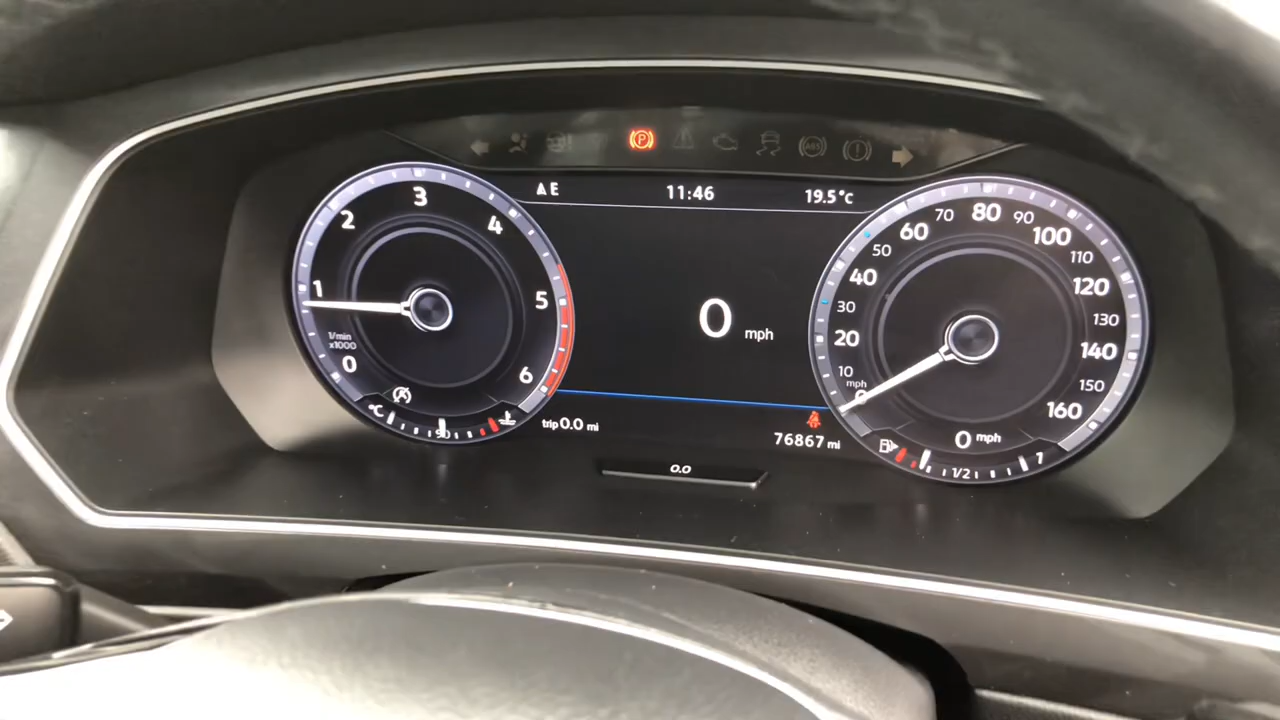 P
ABS
A E
11:46
19.5°C
0
1
2
3
4
5
6
1/min
x1000
°C
90
trip 0.0 mi
0 mph
76867 mi
0.0
0
10
20
30
40
50
60
70
80
90
100
110
120
130
140
150
160
mph
0 mph
1/2